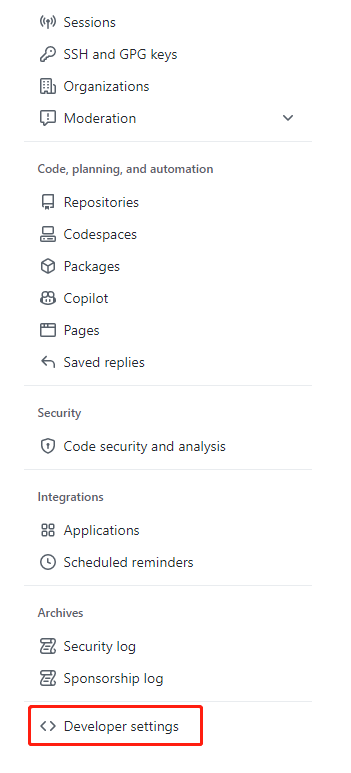 Sessions
SSH and GPG keys
Organizations
Moderation
Code, planning, and automation
Repositories
Codespaces
Packages
Copilot
Pages
Saved replies
Security
Code security and analysis
Integrations
Applications
Scheduled reminders
Archives
Security log
Sponsorship log
Developer settings